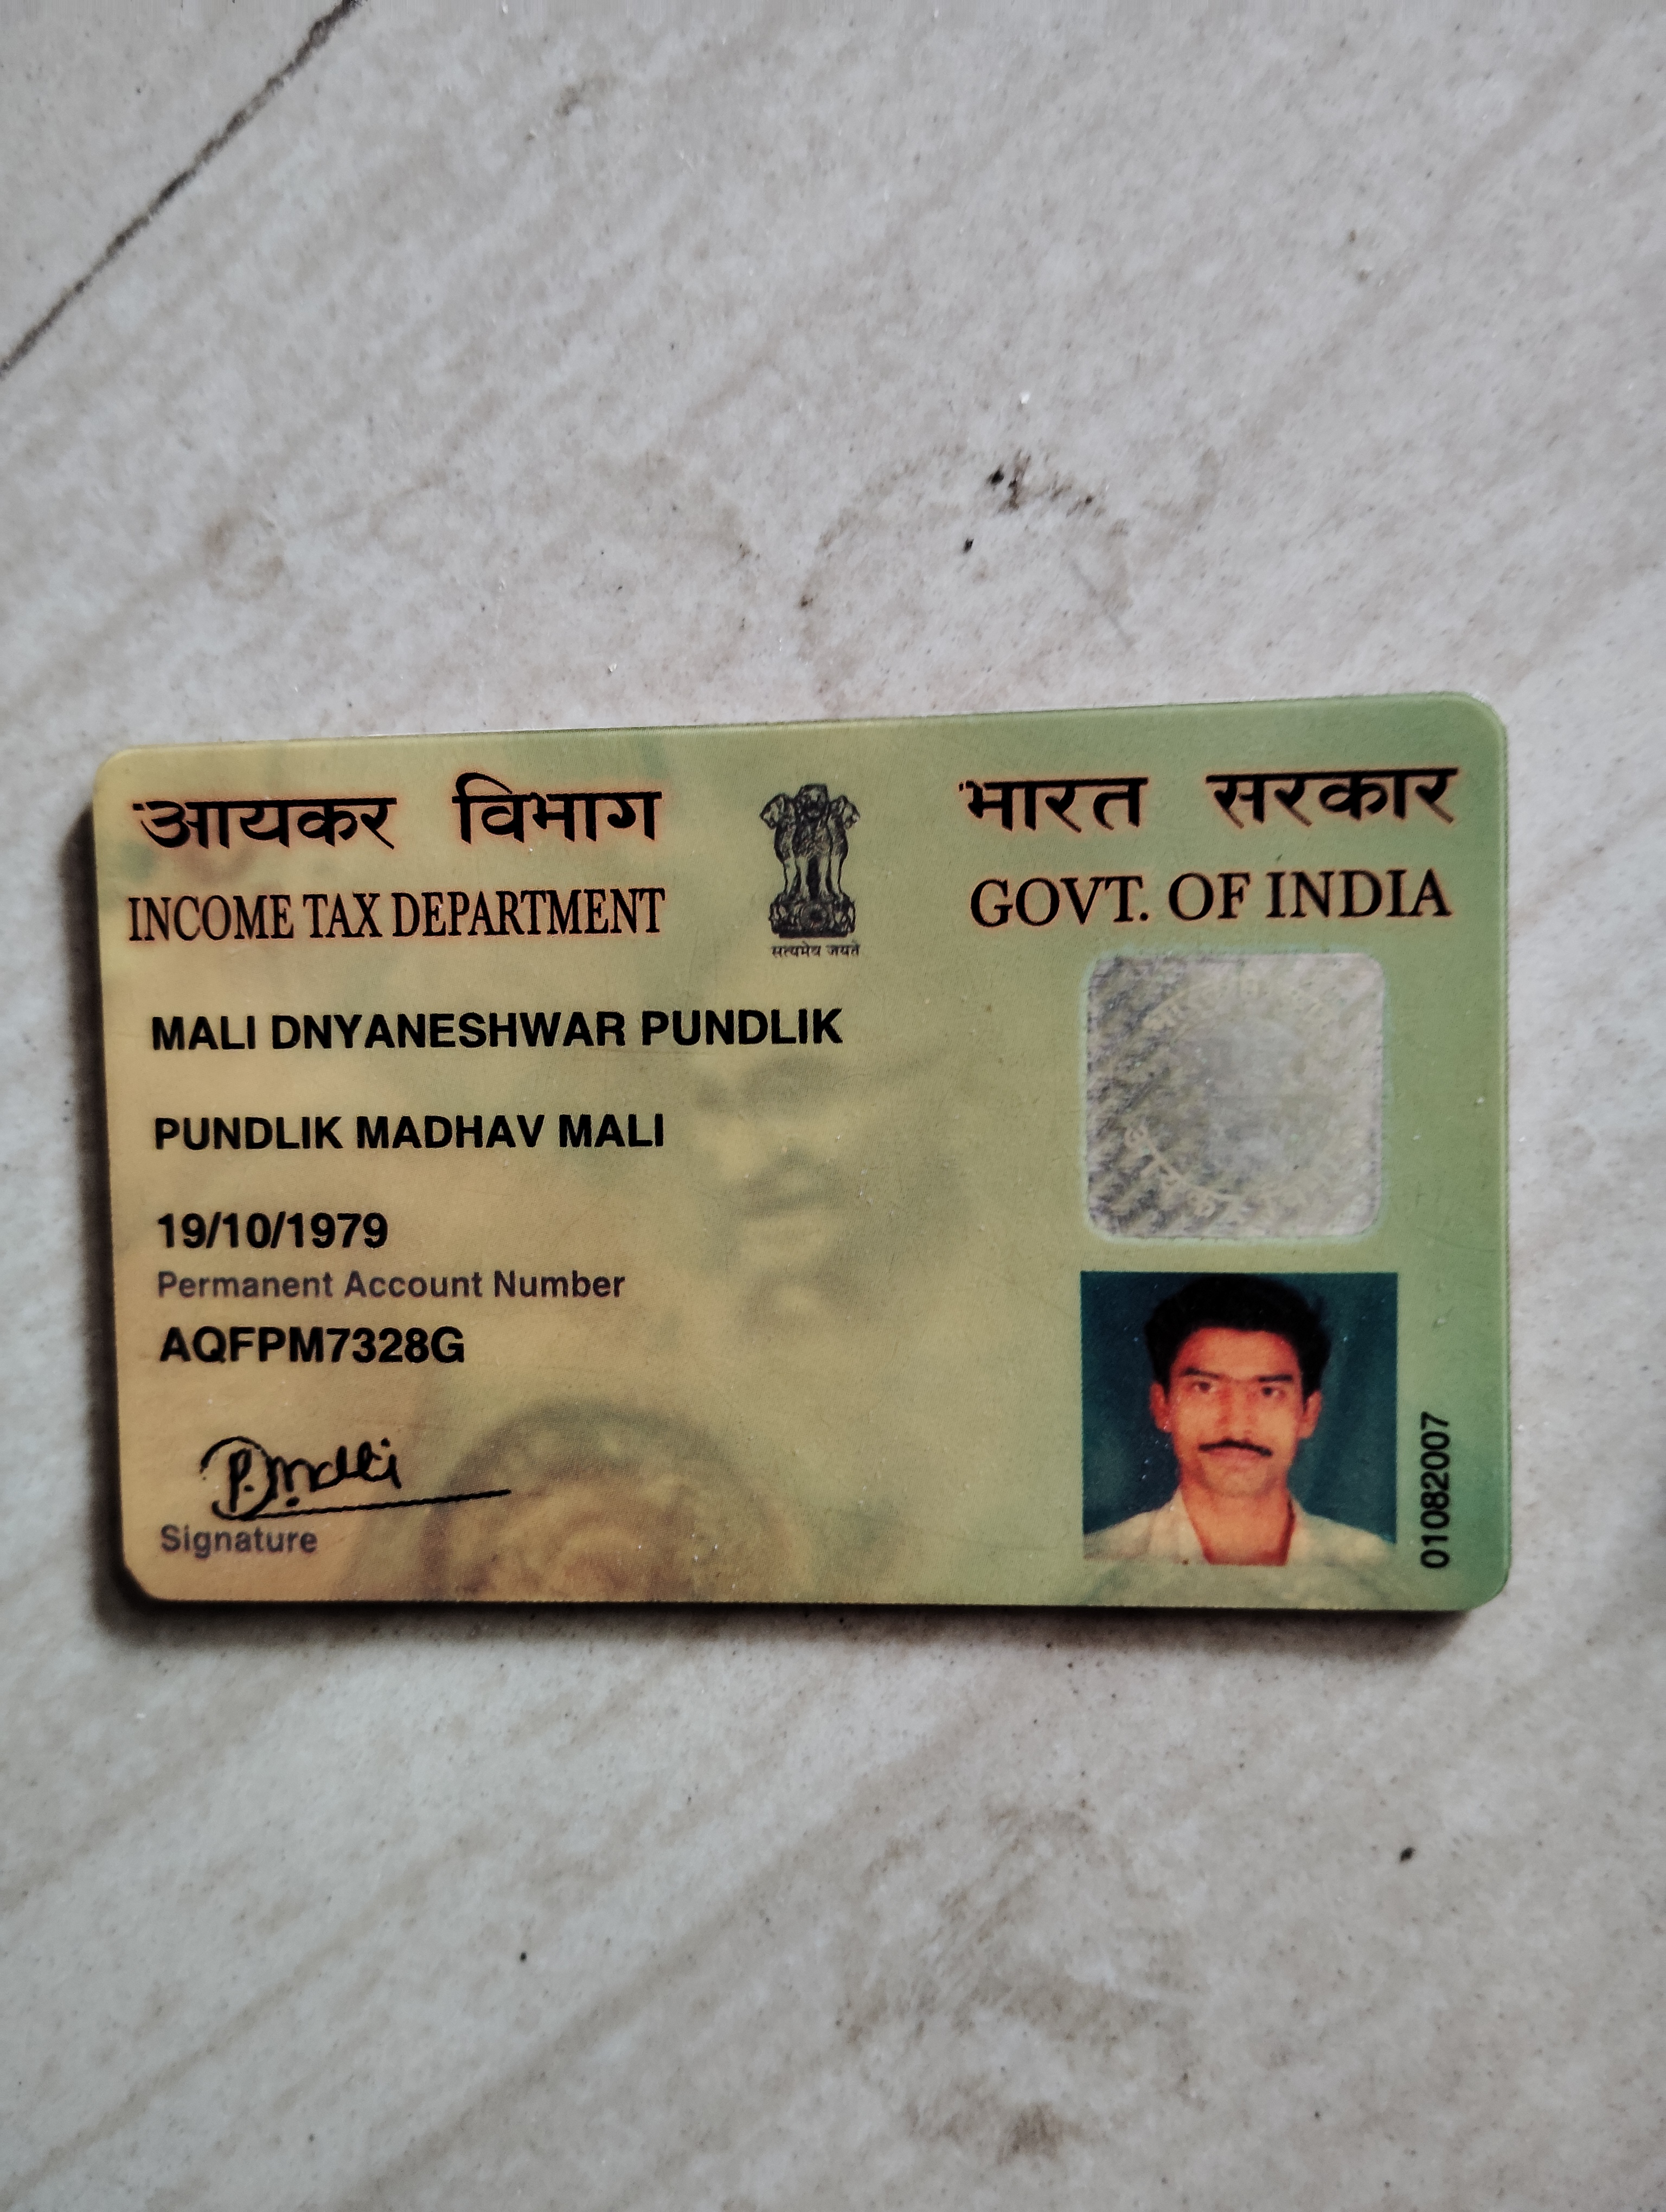 आयकर विभाग
INCOME TAX DEPARTMENT
सत्यमेव जयते
भारत सरकार
GOVT. OF INDIA
MALI DNYANESHWAR PUNDLIK
PUNDLIK MADHAV MALI
19/10/1979
Permanent Account Number
AQFPM7328G
Signature
01082007